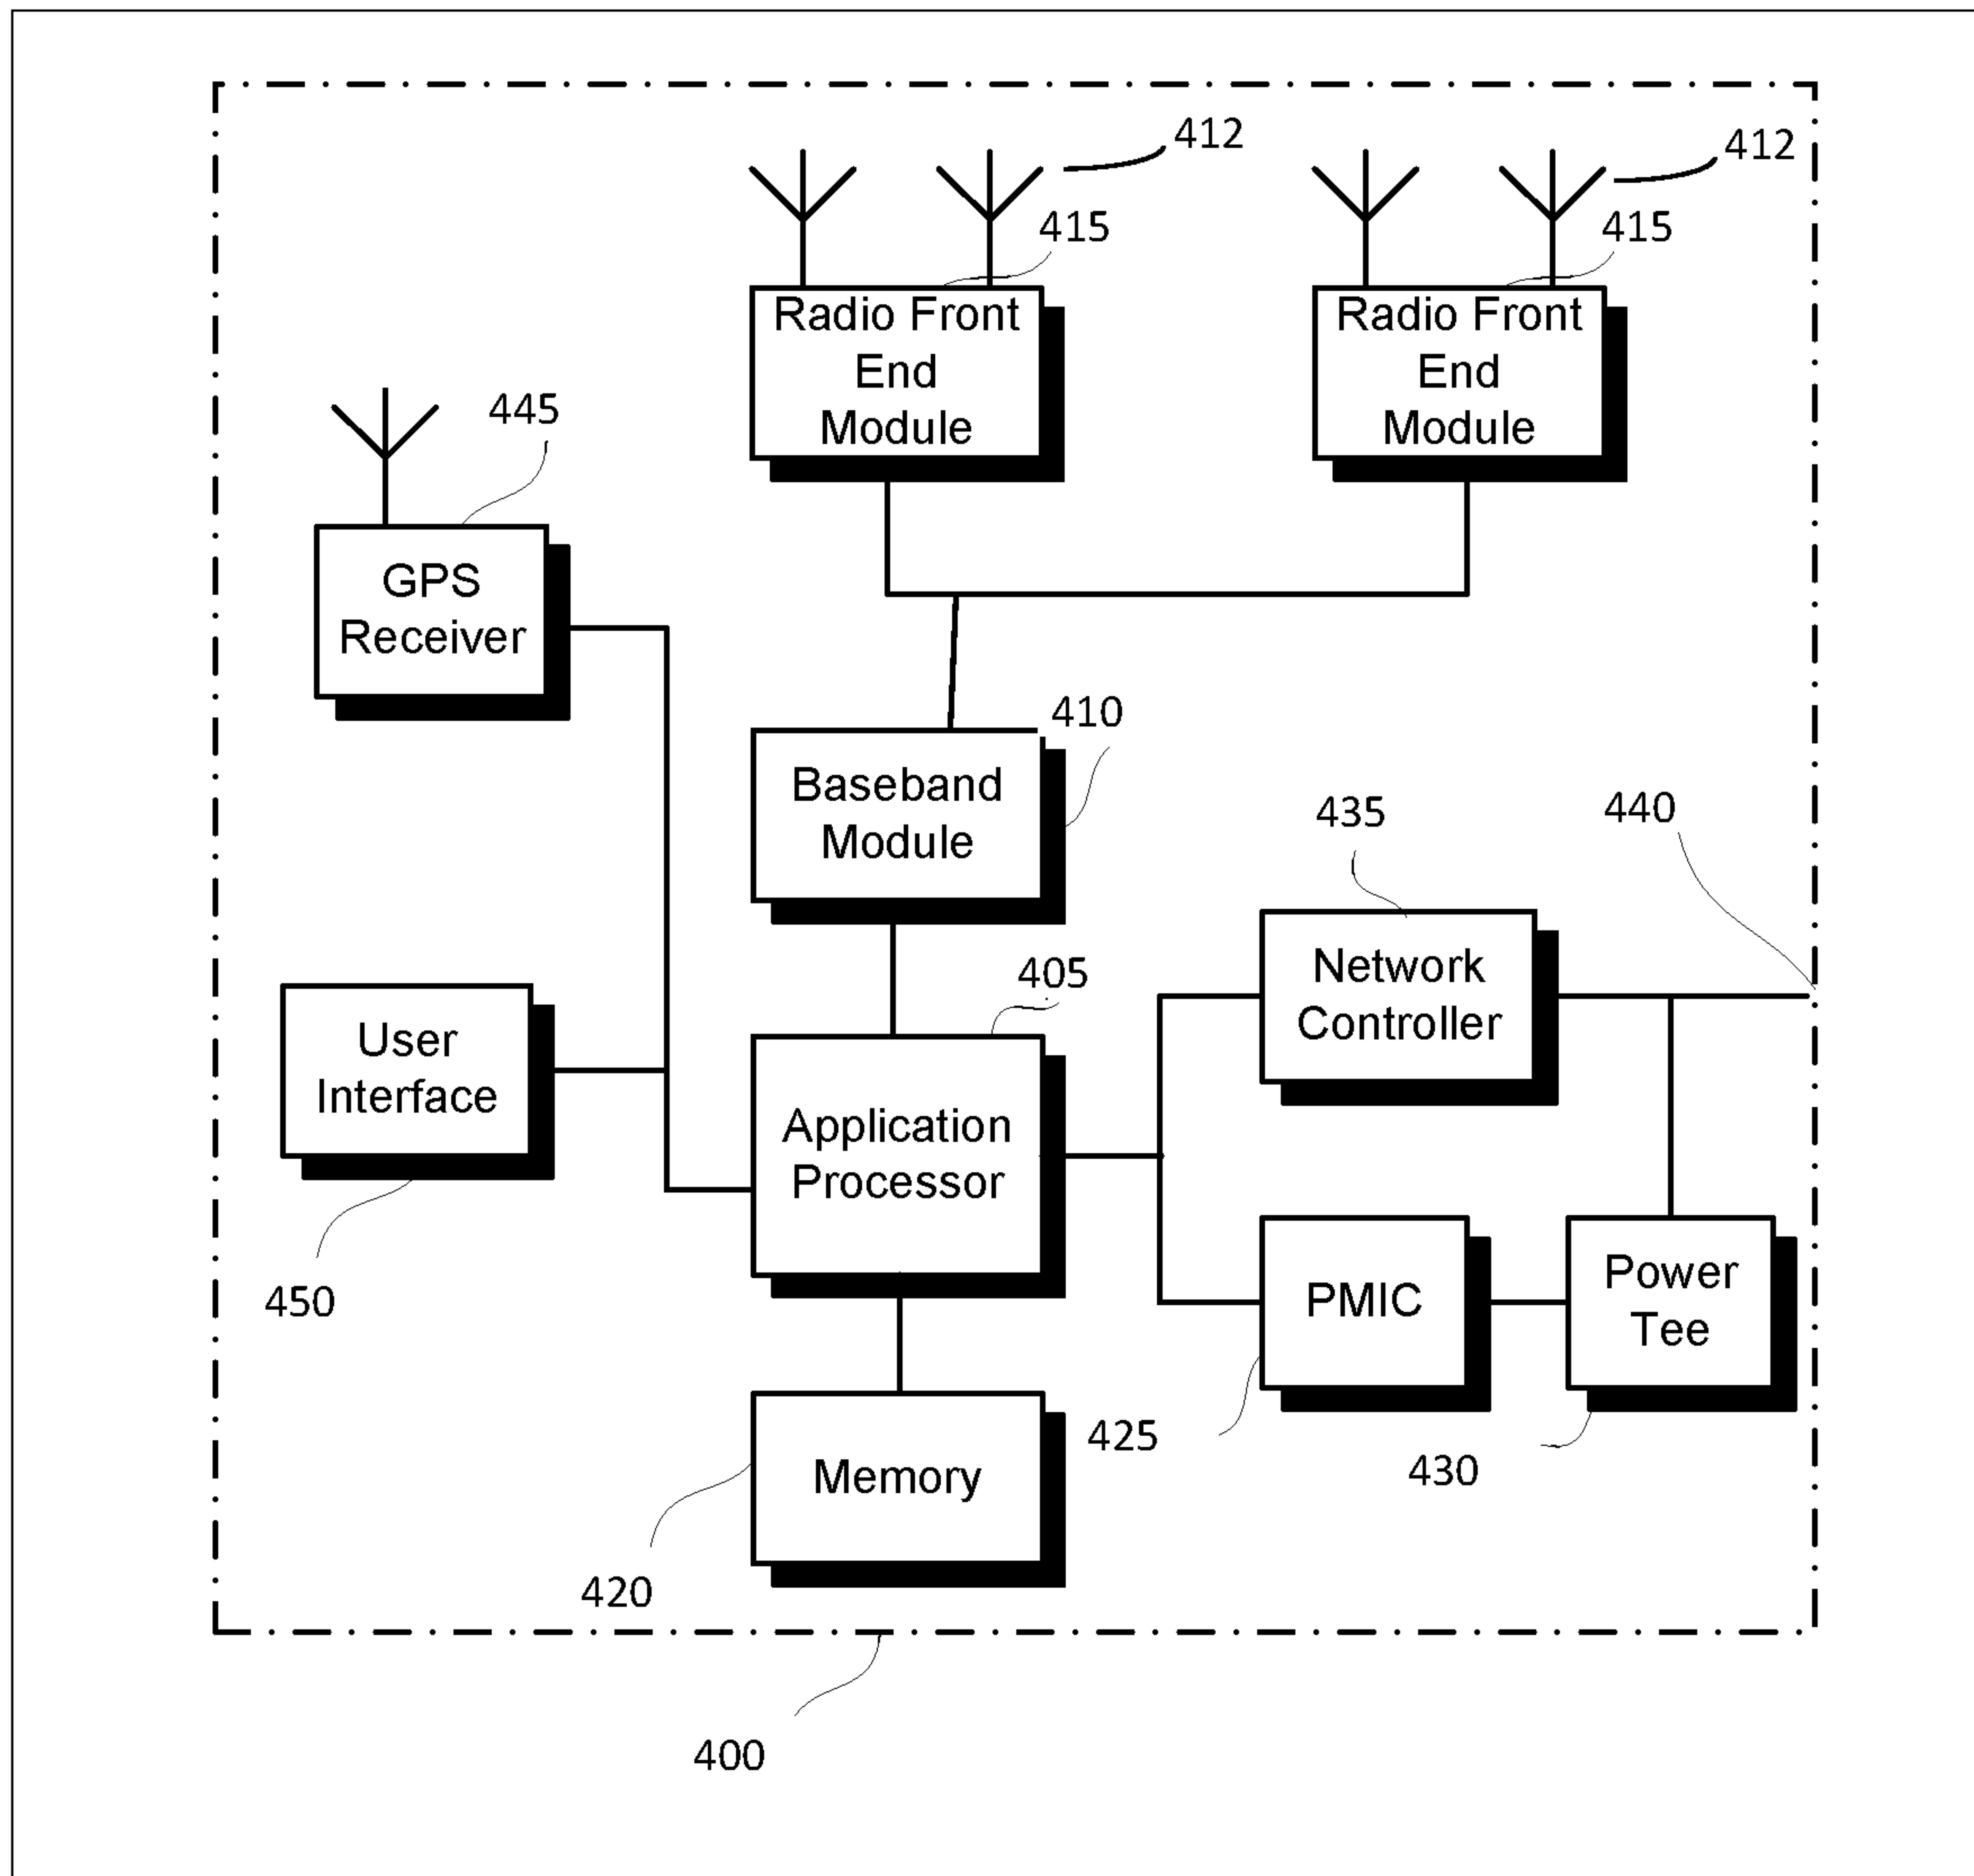 412
412
415
415
Radio Front
End
Module
Radio Front
End
Module
445
GPS
Receiver
410
Baseband
Module
435
440
Network
Controller
405
User
Interface
Application
Processor
450
PMIC
Power
Tee
425
430
Memory
420
400